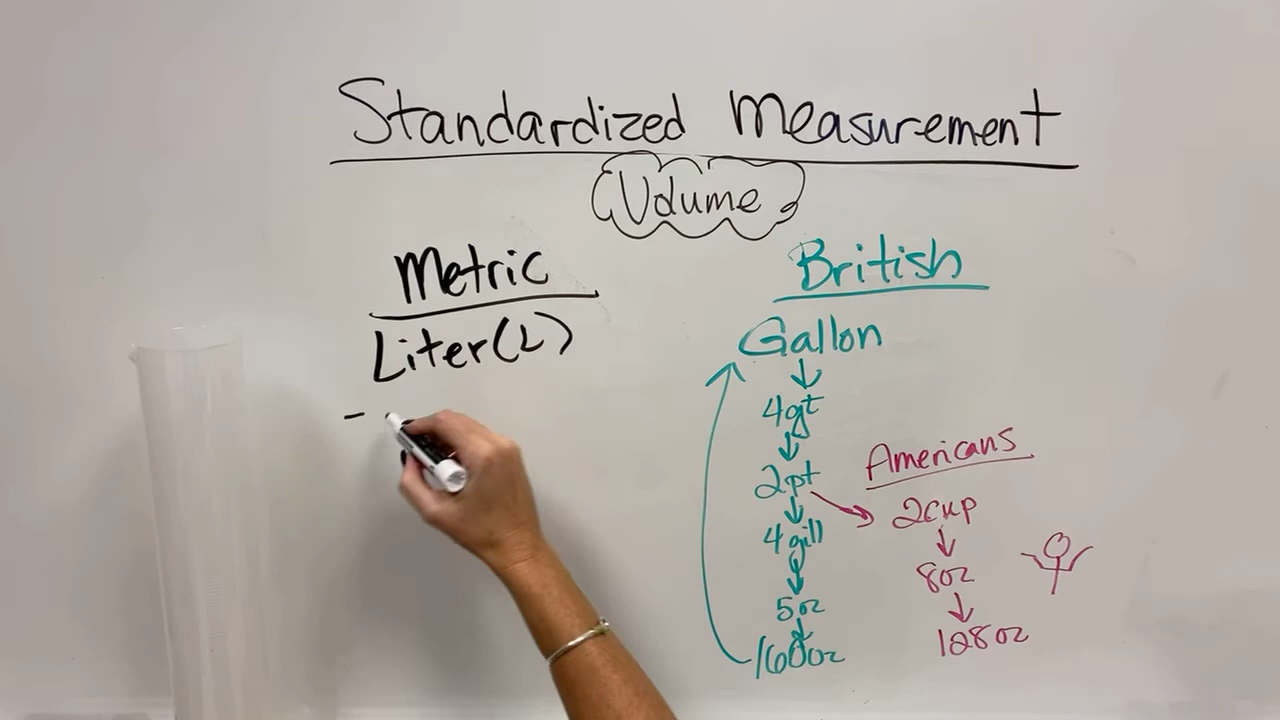 Standardized Measurement
Volume
Metric
Liter(L)
-
British
Gallon
4qt
2pt
4gill
5oz
160oz
Americans
2cup
8oz
128oz